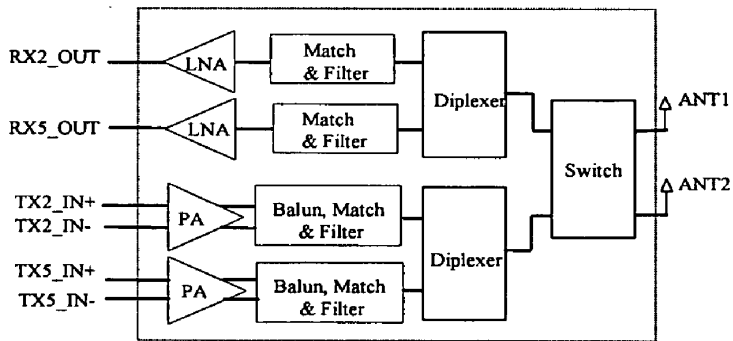 RX2_OUT
LNA
Match
& Filter
Diplexer
ANT1
RX5_OUT
LNA
Match
& Filter
Switch
ANT2
TX2_IN+
TX2_IN-
PA
Balun, Match
& Filter
Diplexer
TX5_IN+
TX5_IN-
PA
Balun, Match
& Filter